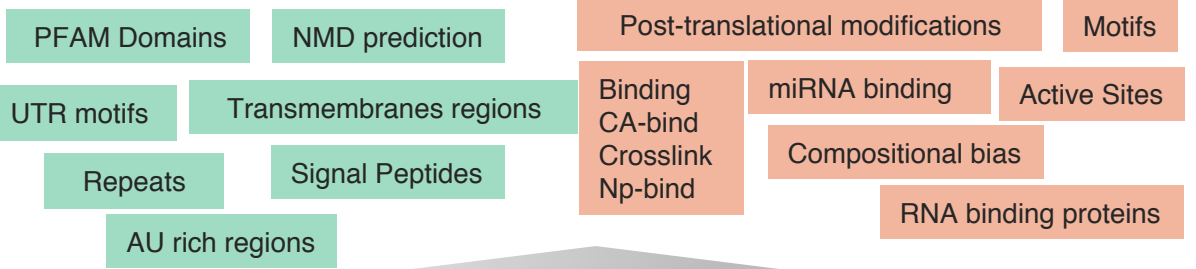 PFAM Domains
NMD prediction
UTR motifs
Transmembranes regions
Repeats
Signal Peptides
AU rich regions
Post-translational modifications
Motifs
Binding
CA-bind
Crosslink
Np-bind
miRNA binding
Active Sites
Compositional bias
RNA binding proteins